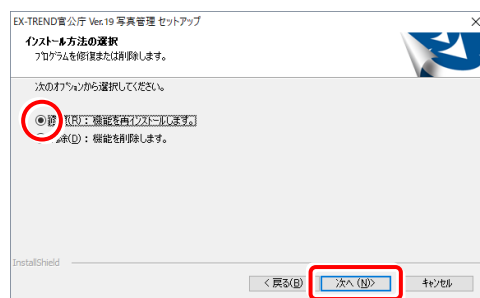 EX-TREND官公庁 Ver.19 写真管理 セットアップ
インストール方法の選択
プログラムを修復または削除します。
次のオプションから選択してください。
(R)：機能を再インストールします。
除(D)：機能を削除します。
InstallShield
< 戻る(B)
次へ (N)>
キャンセル